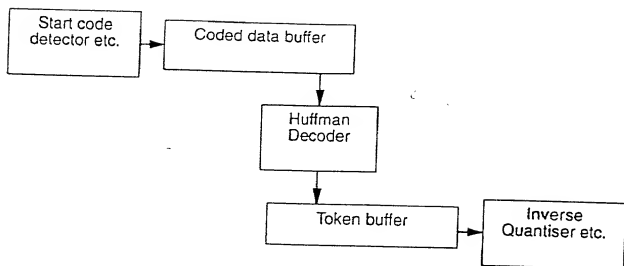 Start code
detector etc.
Coded data buffer
Huffman
Decoder
Token buffer
Inverse
Quantiser etc.